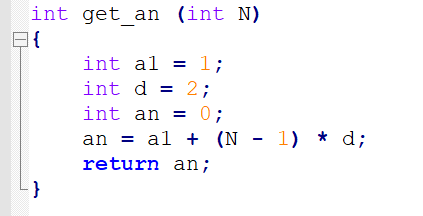 int get_an (int N)
{
int a1 = 1;
int d = 2;
int an = 0;
an = a1 + (N - 1) * d;
return an;
}